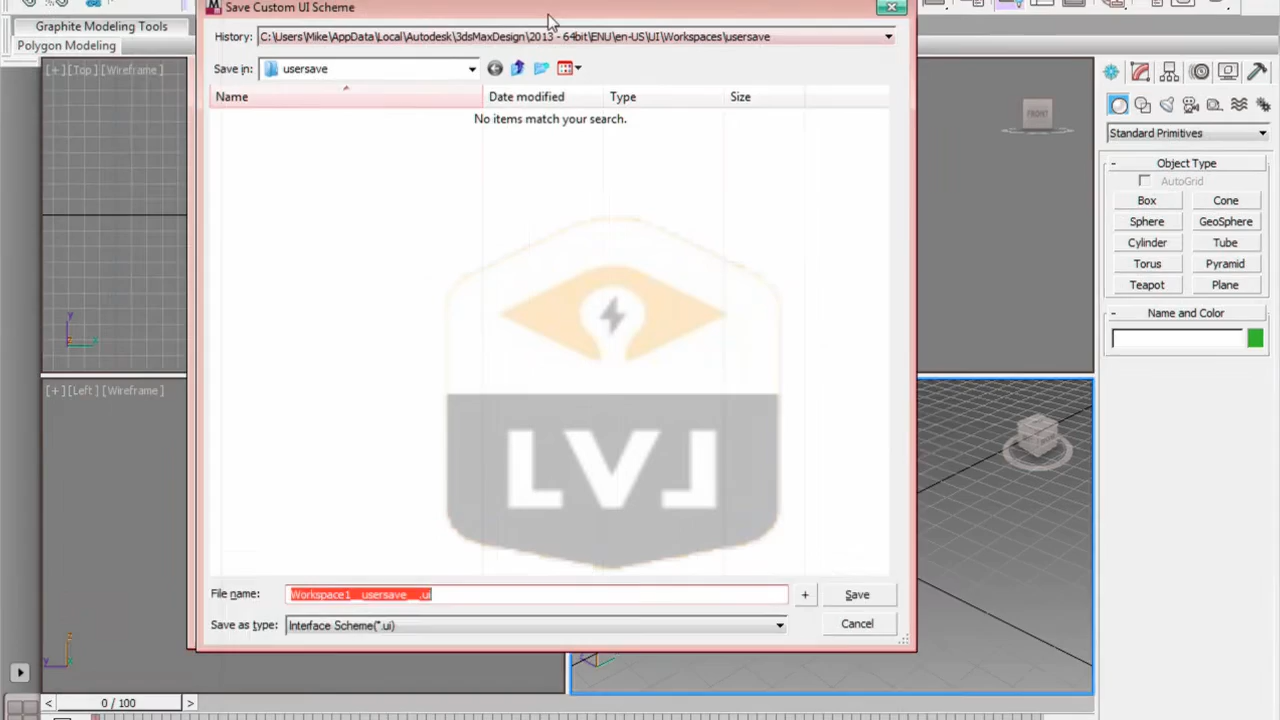 Save Custom UI Scheme
Graphite Modeling Tools
Polygon Modeling
History: C:\Users\Mike\AppData\Local\Autodesk\3dsMaxDesign\2013 - 64bit\ENU\en-US\UI\Workspaces\usersave
Save in: usersave
Name Date modified Type Size
No items match your search.
[+] [Top] [Wireframe]
FRONT
Standard Primitives
- Object Type
AutoGrid
Box Cone
Sphere GeoSphere
Cylinder Tube
Torus Pyramid
Teapot Plane
- Name and Color
y
x
[+] [Left] [Wireframe]
LVL
File name: Workspace1__usersave__.ui + Save
Save as type: Interface Scheme(*.ui) Cancel
z
y
< 0 / 100 >